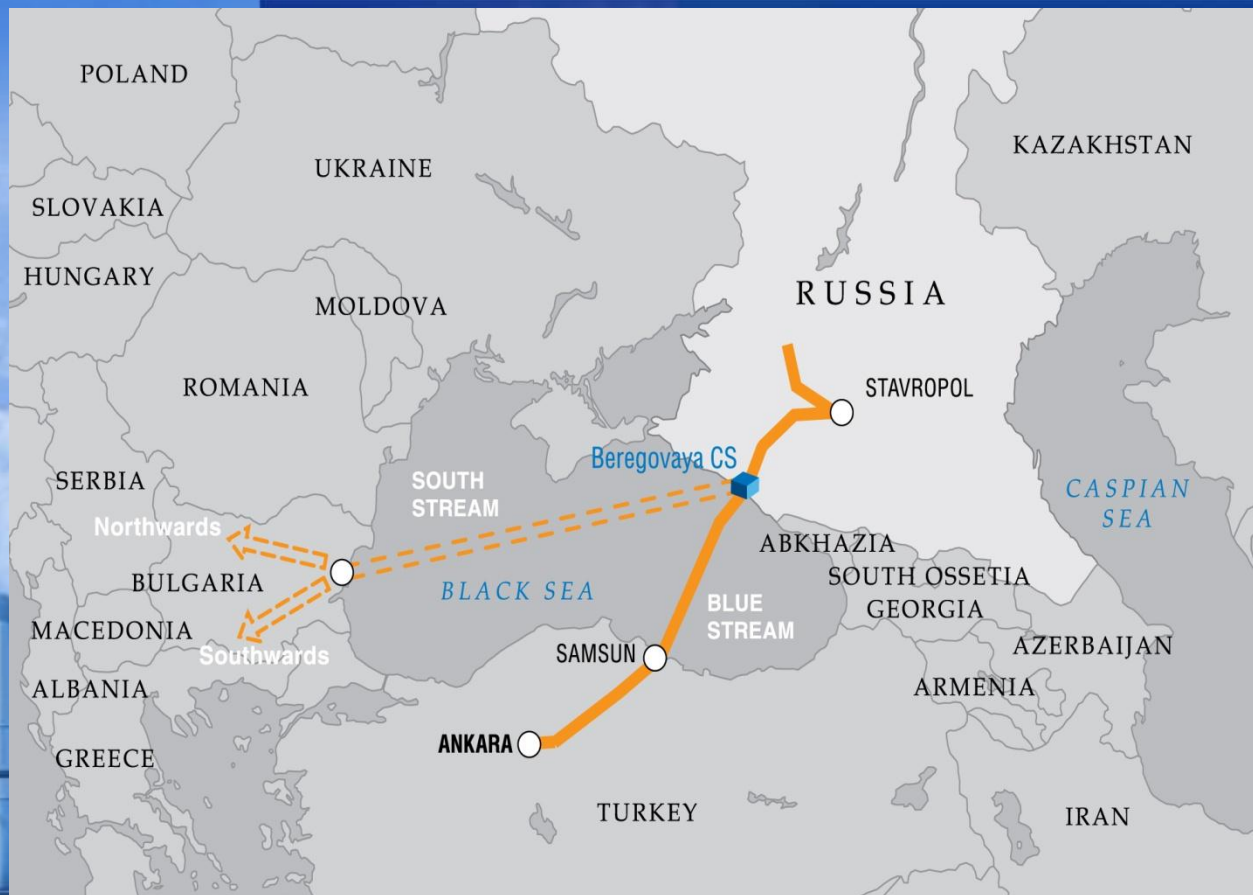 POLAND
UKRAINE
KAZAKHSTAN
SLOVAKIA
HUNGARY
MOLDOVA
RUSSIA
ROMANIA
STAVROPOL
Beregovaya CS
SERBIA
SOUTH
STREAM
CASPIAN
SEA
Northwards
ABKHAZIA
BULGARIA
BLACK SEA
SOUTH OSSETIA
BLUE
STREAM
GEORGIA
MACEDONIA
Southwards
SAMSUN
AZERBAIJAN
ALBANIA
ARMENIA
ANKARA
GREECE
TURKEY
IRAN